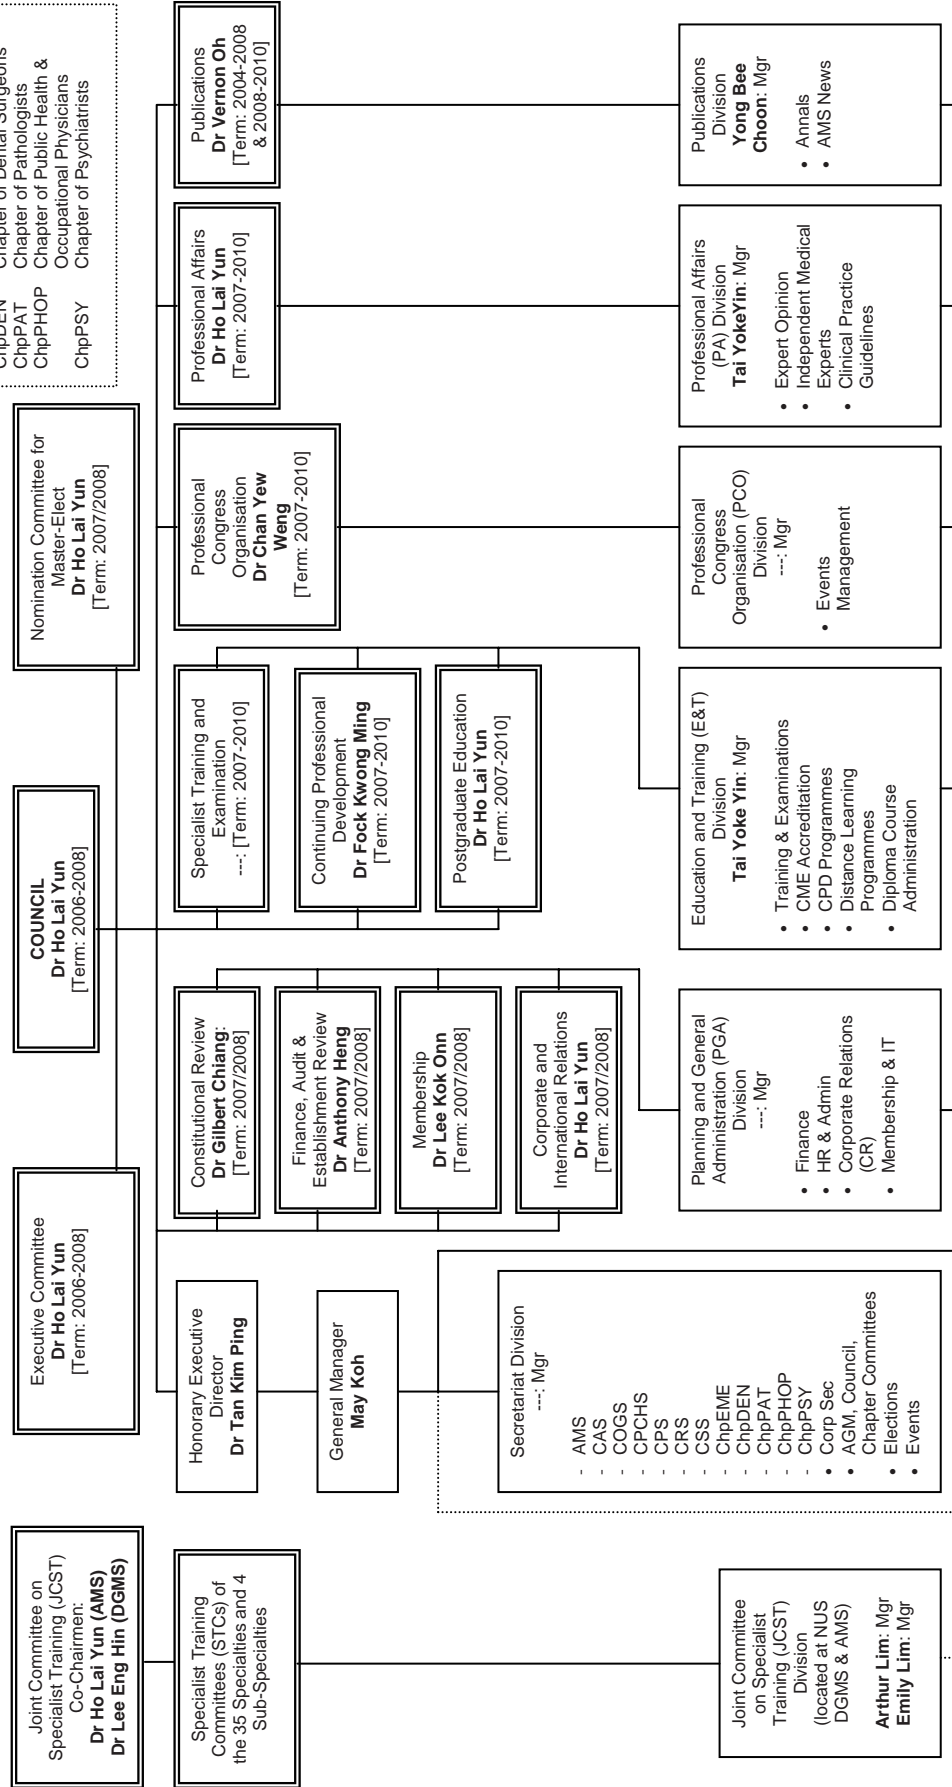 Joint Committee on
Specialist Training (JCST)
Co-Chairmen:
Dr Ho Lai Yun (AMS)
Dr Lee Eng Hin (DGMS)
Executive Committee
Dr Ho Lai Yun
[Term: 2006-2008]
COUNCIL
Dr Ho Lai Yun
[Term: 2006-2008]
Nomination Committee for
Master-Elect
Dr Ho Lai Yun
[Term: 2007/2008]
ChpDEN Chapter of Dental Surgeons
ChpPAT Chapter of Pathologists
ChpPHOP Chapter of Public Health &
Occupational Physicians
ChpPSY Chapter of Psychiatrists
Specialist Training
Committees (STCs) of
the 35 Specialties and 4
Sub-Specialties
Honorary Executive
Director
Dr Tan Kim Ping
General Manager
May Koh
Constitutional Review
Dr Gilbert Chiang:
[Term: 2007/2008]
Finance, Audit &
Establishment Review
Dr Anthony Heng
[Term: 2007/2008]
Membership
Dr Lee Kok Onn
[Term: 2007/2008]
Corporate and
International Relations
Dr Ho Lai Yun
[Term: 2007/2008]
Specialist Training and
Examination
---: [Term: 2007-2010]
Continuing Professional
Development
Dr Fock Kwong Ming
[Term: 2007-2010]
Postgraduate Education
Dr Ho Lai Yun
[Term: 2007-2010]
Professional
Congress
Organisation
Dr Chan Yew
Weng
[Term: 2007-2010]
Professional Affairs
Dr Ho Lai Yun
[Term: 2007-2010]
Publications
Dr Vernon Oh
[Term: 2004-2008
& 2008-2010]
Joint Committee
on Specialist
Training (JCST)
Division
(located at NUS
DGMS & AMS)
Arthur Lim: Mgr
Emily Lim: Mgr
Secretariat Division
---: Mgr
- AMS
- CAS
- COGS
- CPCHS
- CPS
- CRS
- CSS
- ChpEME
- ChpDEN
- ChpPAT
- ChpPHOP
- ChpPSY
• Corp Sec
• AGM, Council,
Chapter Committees
• Elections
• Events
Planning and General
Administration (PGA)
Division
---: Mgr
• Finance
• HR & Admin
• Corporate Relations
(CR)
• Membership & IT
Education and Training (E&T)
Division
Tai Yoke Yin: Mgr
• Training & Examinations
• CME Accreditation
• CPD Programmes
• Distance Learning
Programmes
• Diploma Course
Administration
Professional
Congress
Organisation (PCO)
Division
---: Mgr
• Events
Management
Professional Affairs
(PA) Division
Tai YokeYin: Mgr
• Expert Opinion
• Independent Medical
Experts
• Clinical Practice
Guidelines
Publications
Division
Yong Bee
Choon: Mgr
• Annals
• AMS News